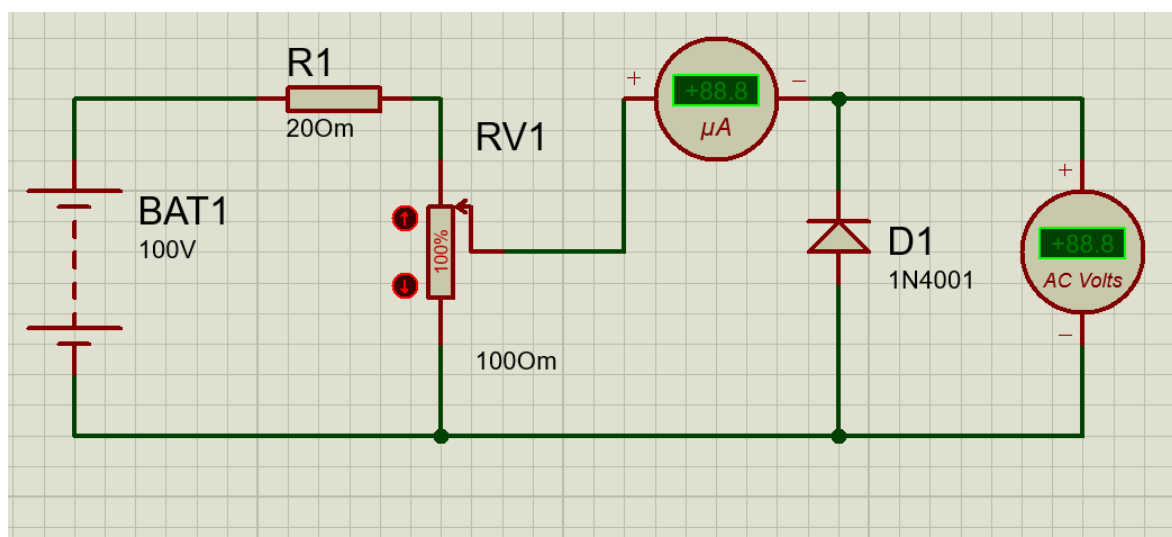 R1
20Om
RV1
100%
100Om
BAT1
100V
+
+88.8
−
µA
D1
1N4001
+
+88.8
AC Volts
−